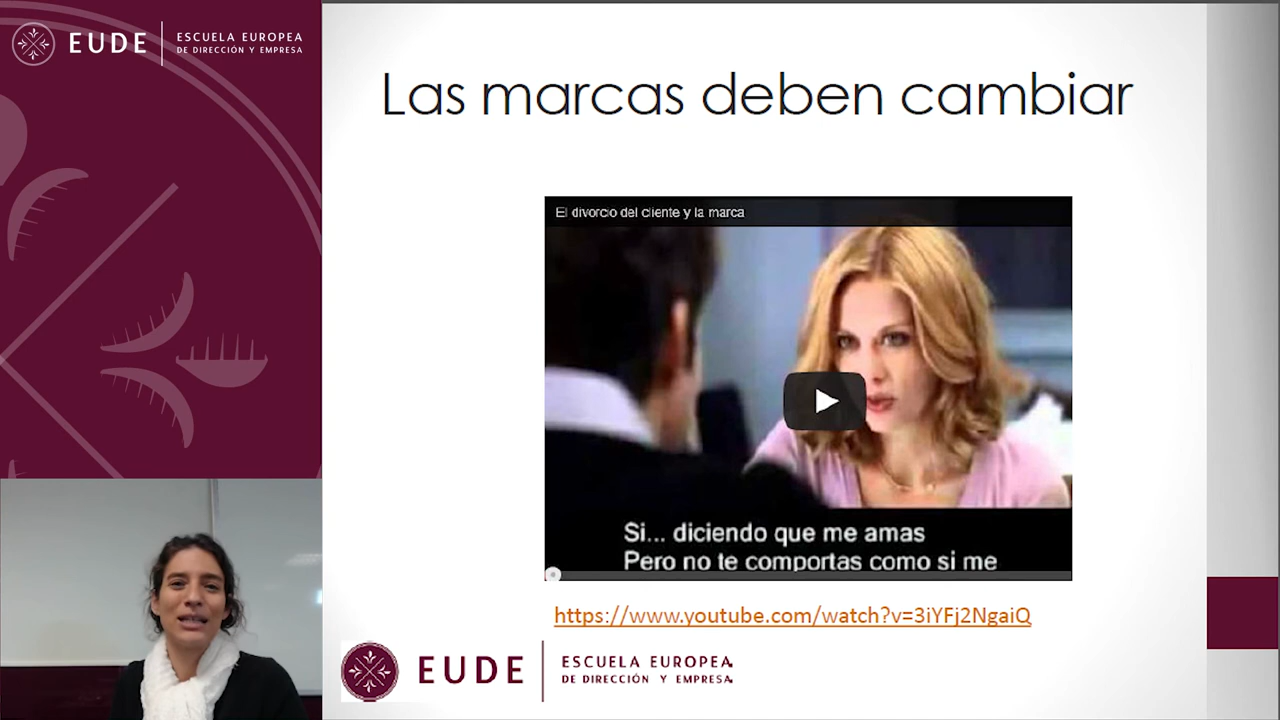 EUDE
ESCUELA EUROPEA
DE DIRECCIÓN Y EMPRESA
Las marcas deben cambiar
El divorcio del cliente y la marca
Si... diciendo que me amas
Pero no te comportas como si me
https://www.youtube.com/watch?v=3iYFj2NgaiQ
EUDE
ESCUELA EUROPEA
DE DIRECCIÓN Y EMPRESA